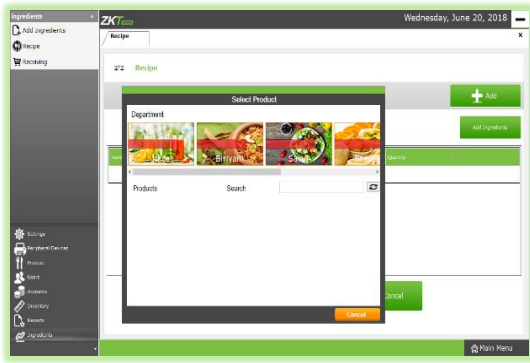 Ingredients
ZKTeco
Wednesday, June 20, 2018
Add Ingredients
Recipe
Recipe
x
Receiving
Recipe
Select Product
Add
Department
Add Ingredients
Biriyani
Salad
Quantity
Products
Search
Settings
Peripheral Devices
Product
Users
Accounts
Inventory
Reports
Ingredients
Cancel
Cancel
Main Menu